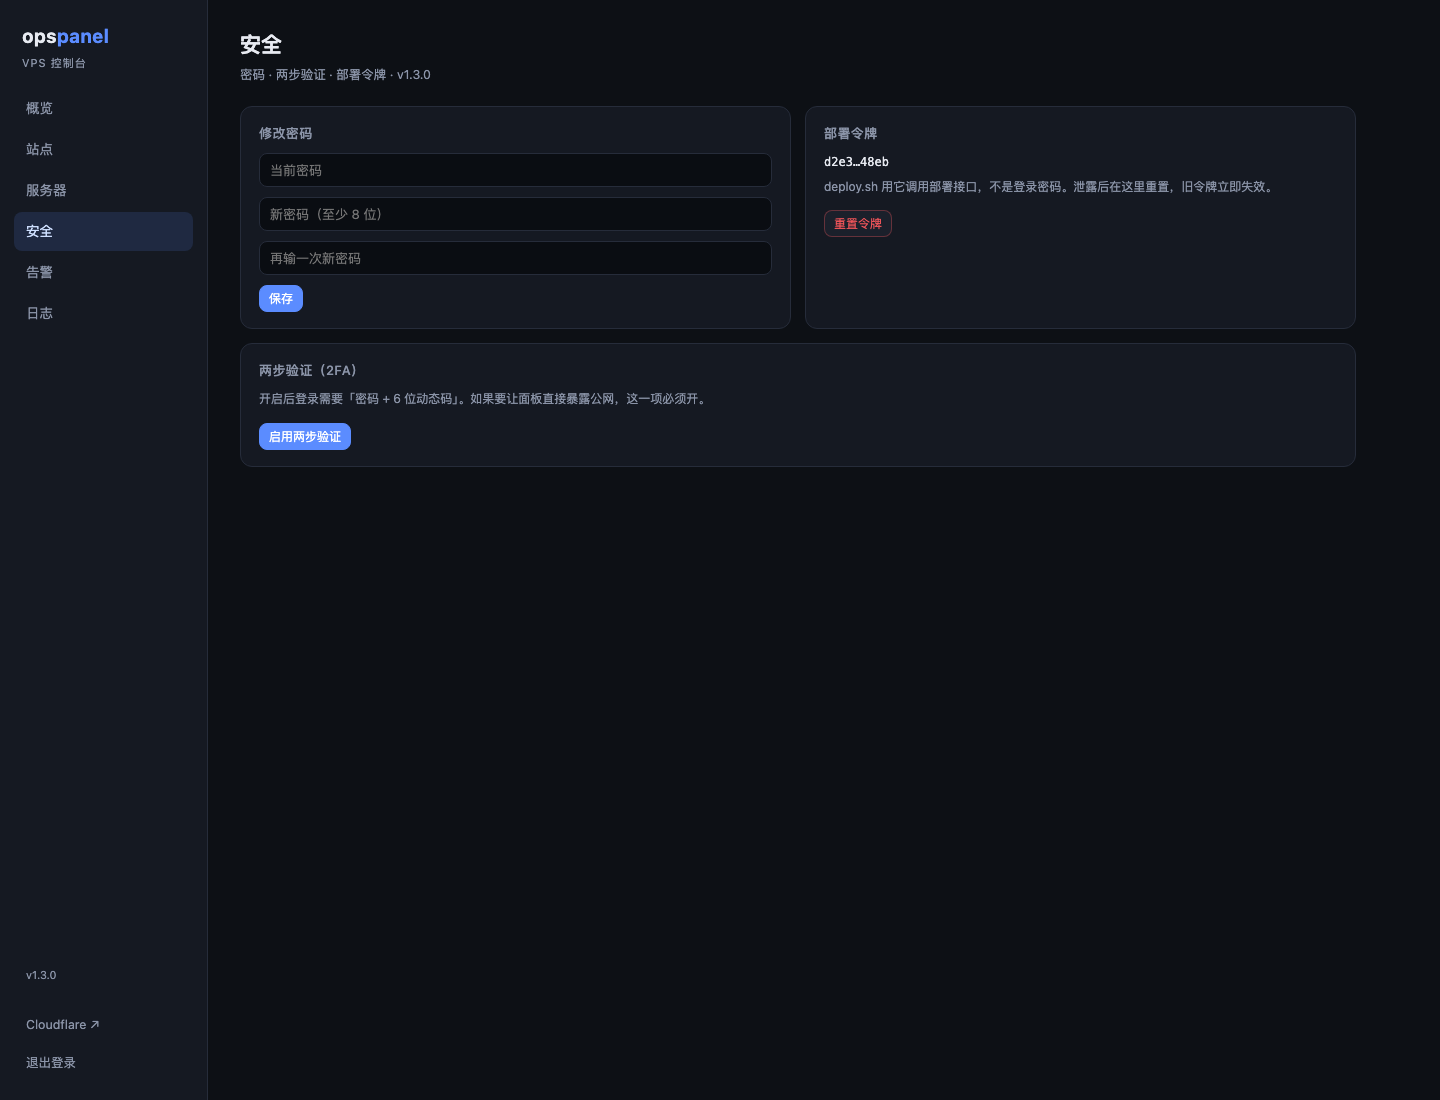 opspanel
VPS 控制台
概览
站点
服务器
安全
告警
日志
v1.3.0
Cloudflare ↗
退出登录
安全
密码 · 两步验证 · 部署令牌 · v1.3.0
修改密码
当前密码
新密码（至少 8 位）
再输一次新密码
保存
部署令牌
d2e3…48eb
deploy.sh 用它调用部署接口，不是登录密码。泄露后在这里重置，旧令牌立即失效。
重置令牌
两步验证（2FA）
开启后登录需要「密码 + 6 位动态码」。如果要让面板直接暴露公网，这一项必须开。
启用两步验证